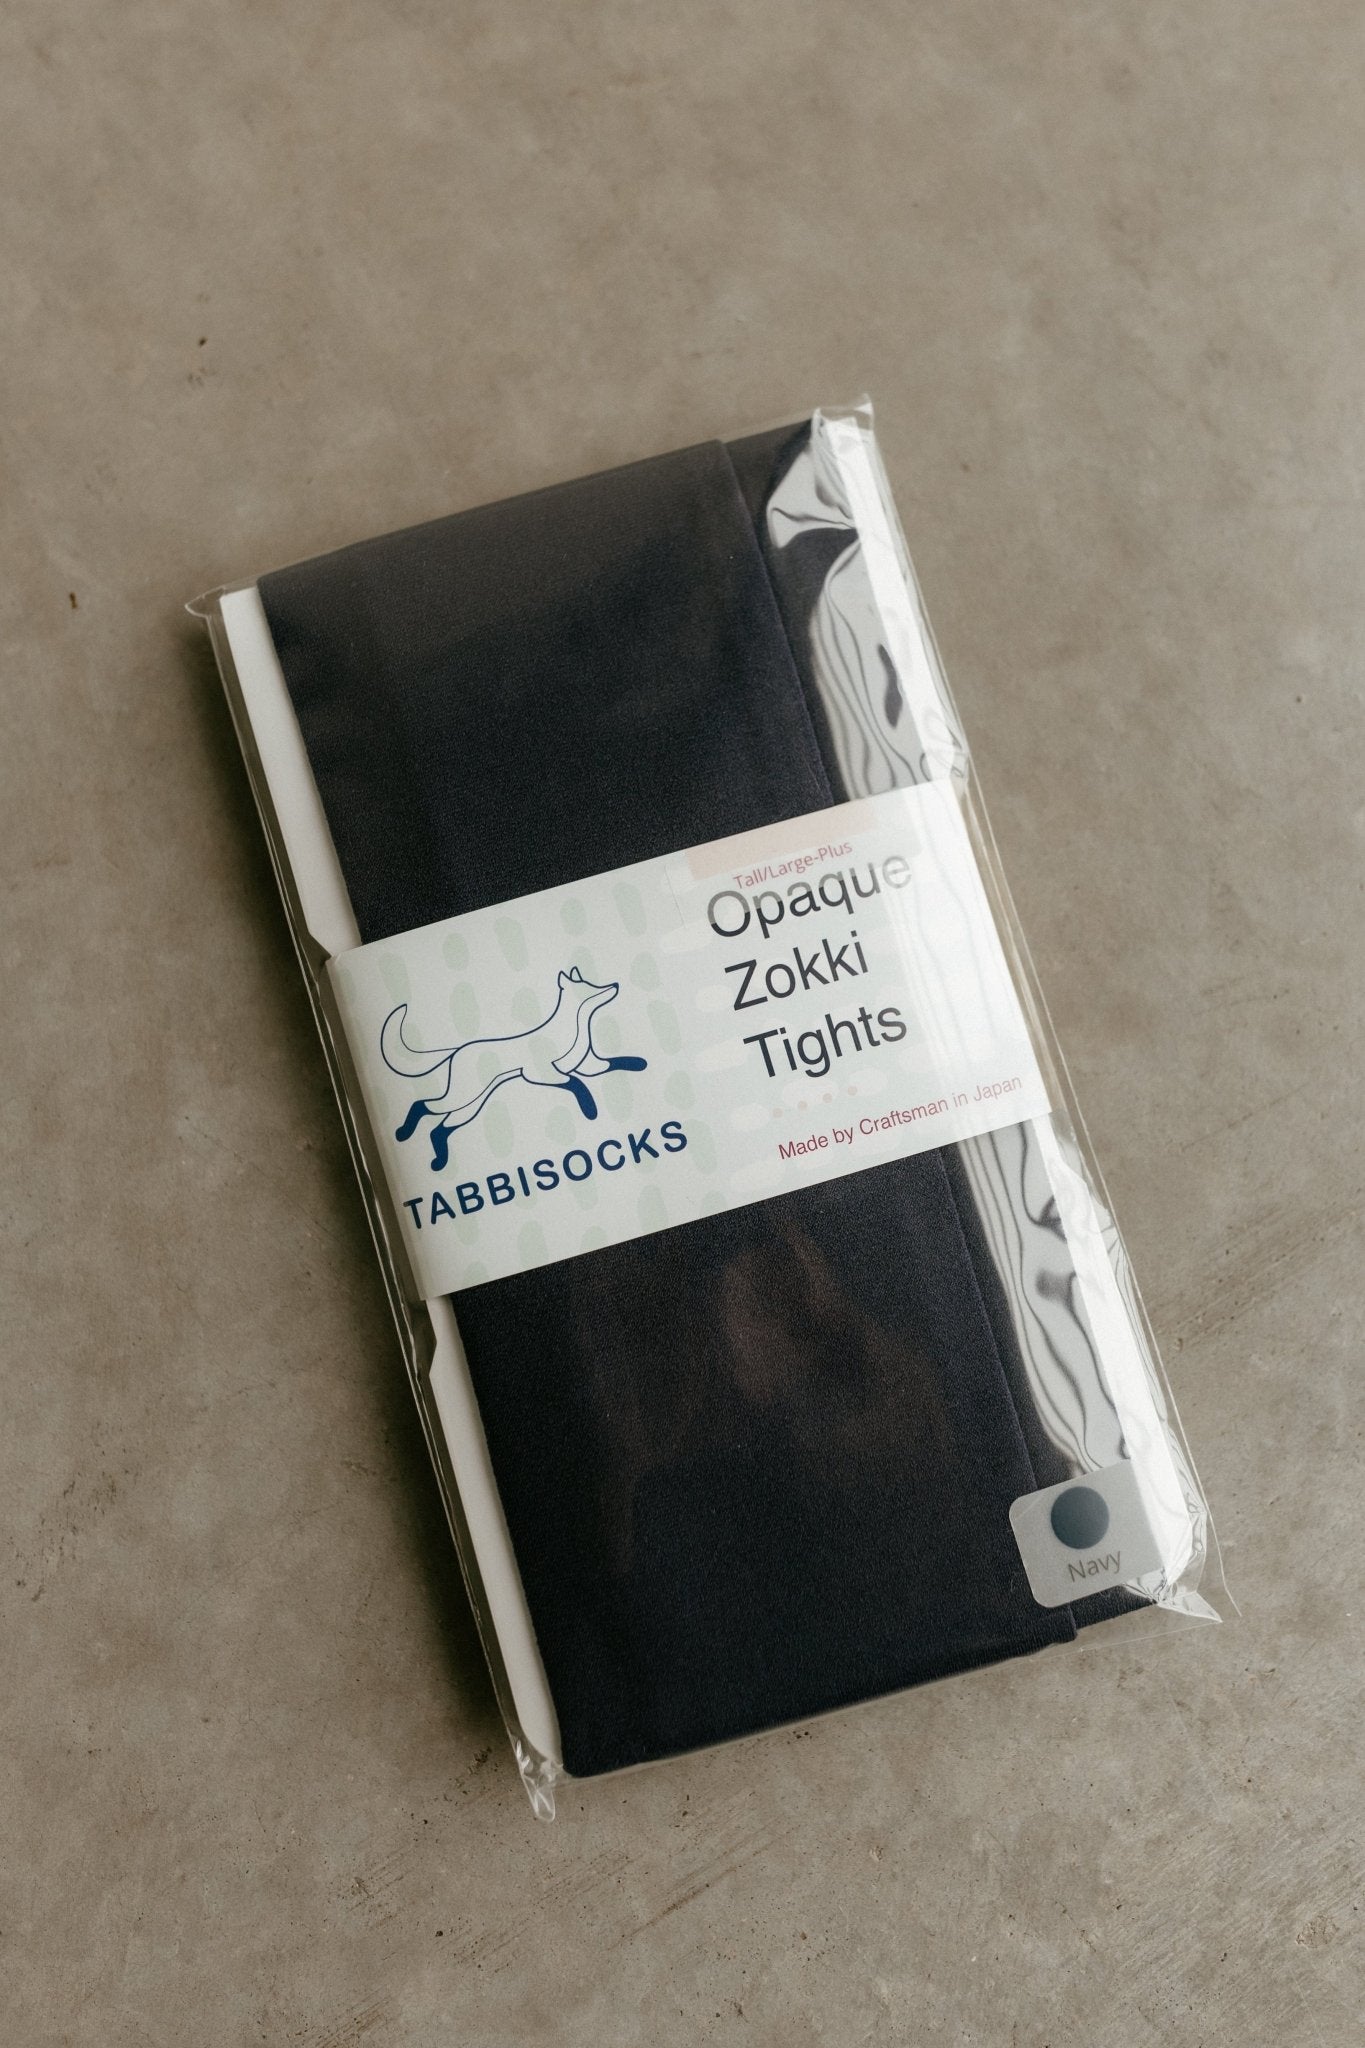 Tall/Large-Plus
Opaque
Zokki
Tights
Made by Craftsman in Japan
TABBISOCKS
Navy